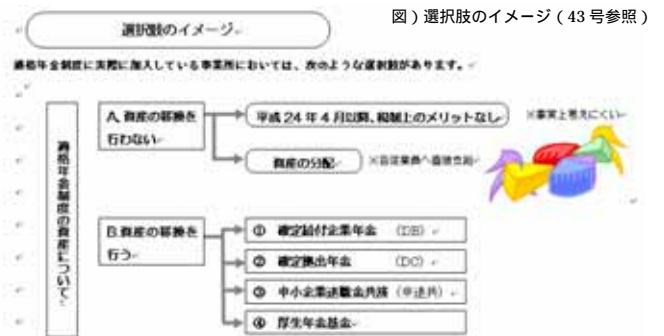 図）選択肢のイメージ（43号参照）
選択肢のイメージ
適格年金制度に実際に加入している事業所においては、次のような選択肢があります。
適格年金制度の資産について
A.資産の移換を
行わない
平成24年4月以降、税制上のメリットなし
※事実上考えにくい
資産の分配
※各従業員へ直接支給
B.資産の移換を
行う
① 確定給付企業年金 （DB）
② 確定拠出年金 （DC）
③ 中小企業退職金共済（中退共）
④ 厚生年金基金